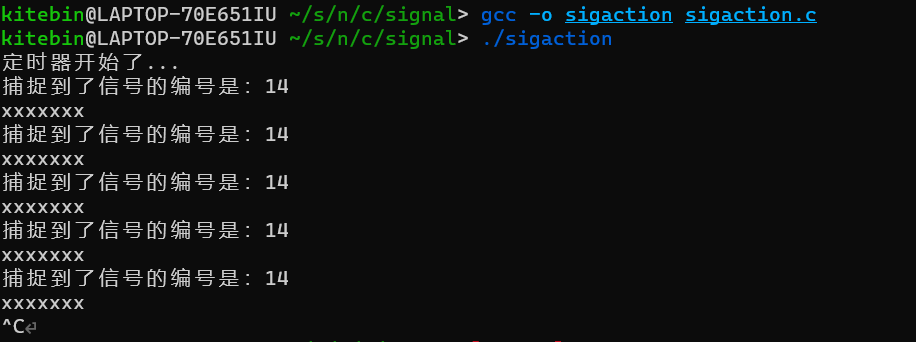 kitebin@LAPTOP-70E651IU ~/s/n/c/signal> gcc -o sigaction sigaction.c
kitebin@LAPTOP-70E651IU ~/s/n/c/signal> ./sigaction
定时器开始了...
捕捉到了信号的编号是：14
xxxxxxx
捕捉到了信号的编号是：14
xxxxxxx
捕捉到了信号的编号是：14
xxxxxxx
捕捉到了信号的编号是：14
xxxxxxx
捕捉到了信号的编号是：14
xxxxxxx
^C⏎